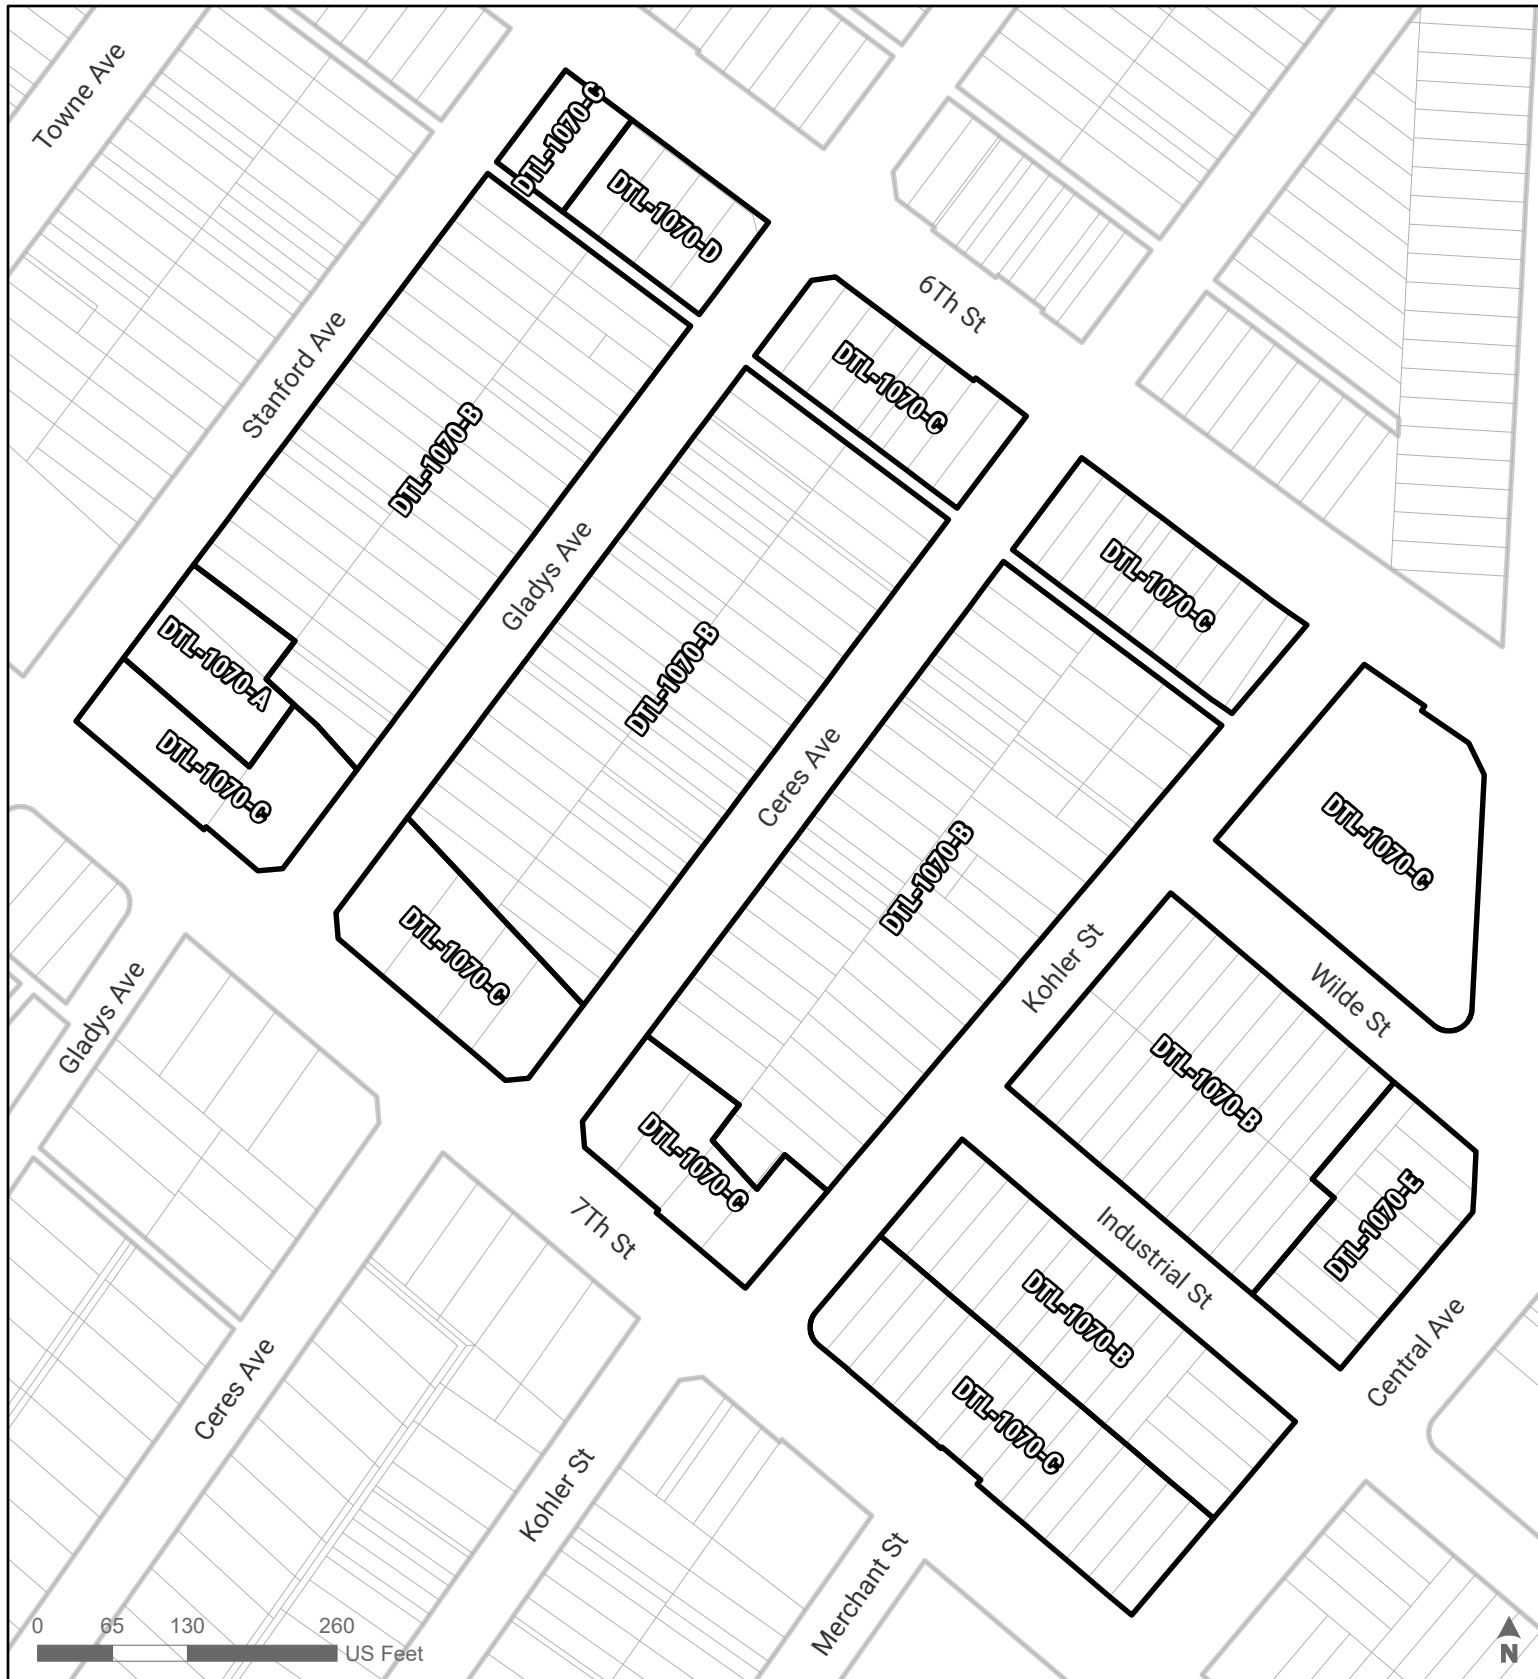 Towne Ave
DTL-1070-C
DTL-1070-D
6Th St
Stanford Ave
DTL-1070-C
DTL-1070-B
DTL-1070-C
Gladys Ave
DTL-1070-A
DTL-1070-B
DTL-1070-C
Ceres Ave
DTL-1070-C
DTL-1070-B
DTL-1070-C
Kohler St
Wilde St
Gladys Ave
DTL-1070-B
DTL-1070-C
7Th St
DTL-1070-E
Industrial St
DTL-1070-B
Central Ave
Ceres Ave
DTL-1070-C
Kohler St
Merchant St
0 65 130 260
US Feet
N